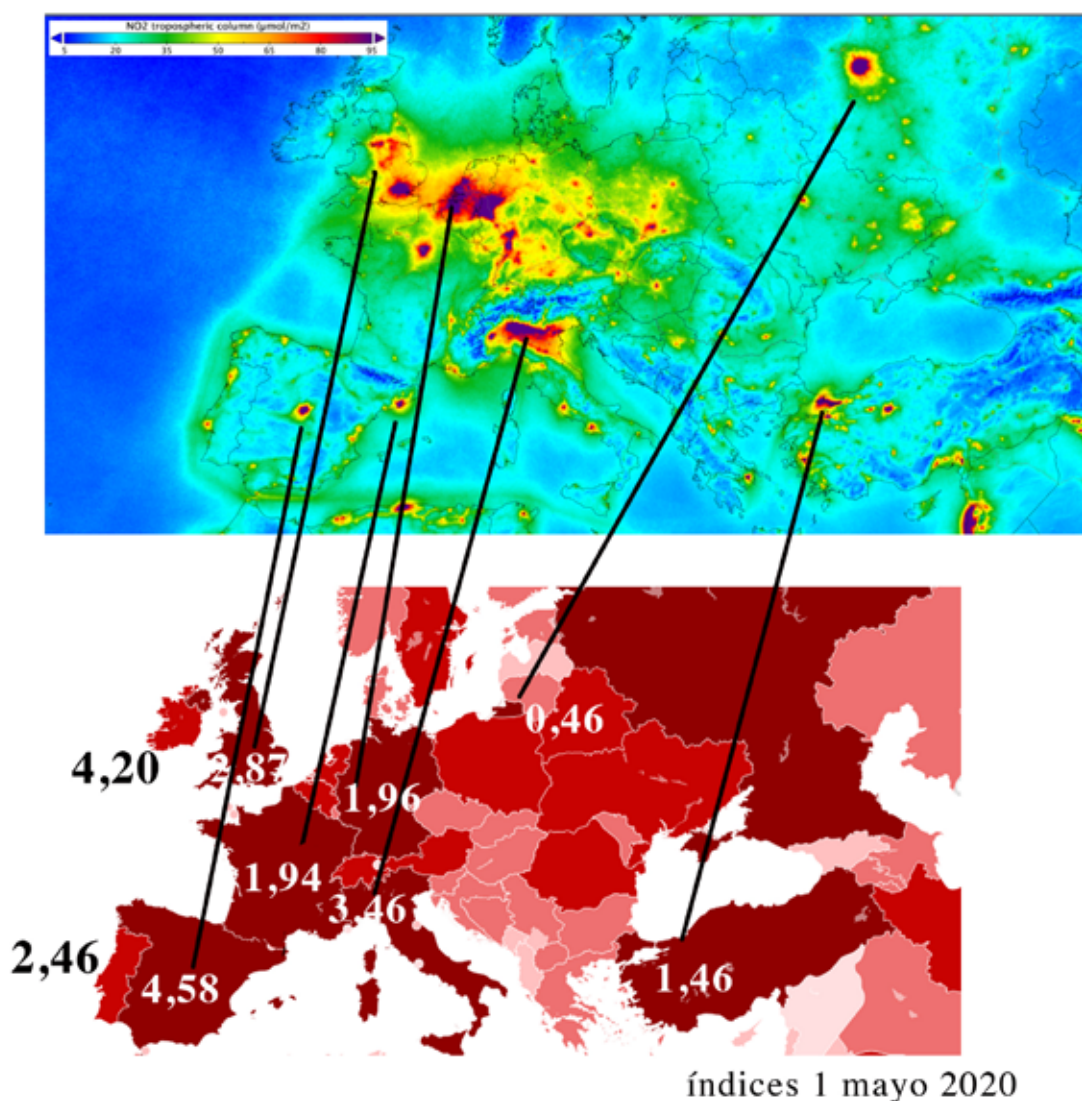 NO2 tropospheric column (μmol/m2)
5 20 35 50 65 80 95
0,46
4,20 2,87
1,96
1,94
3,46
2,46
4,58 1,46
índices 1 mayo 2020